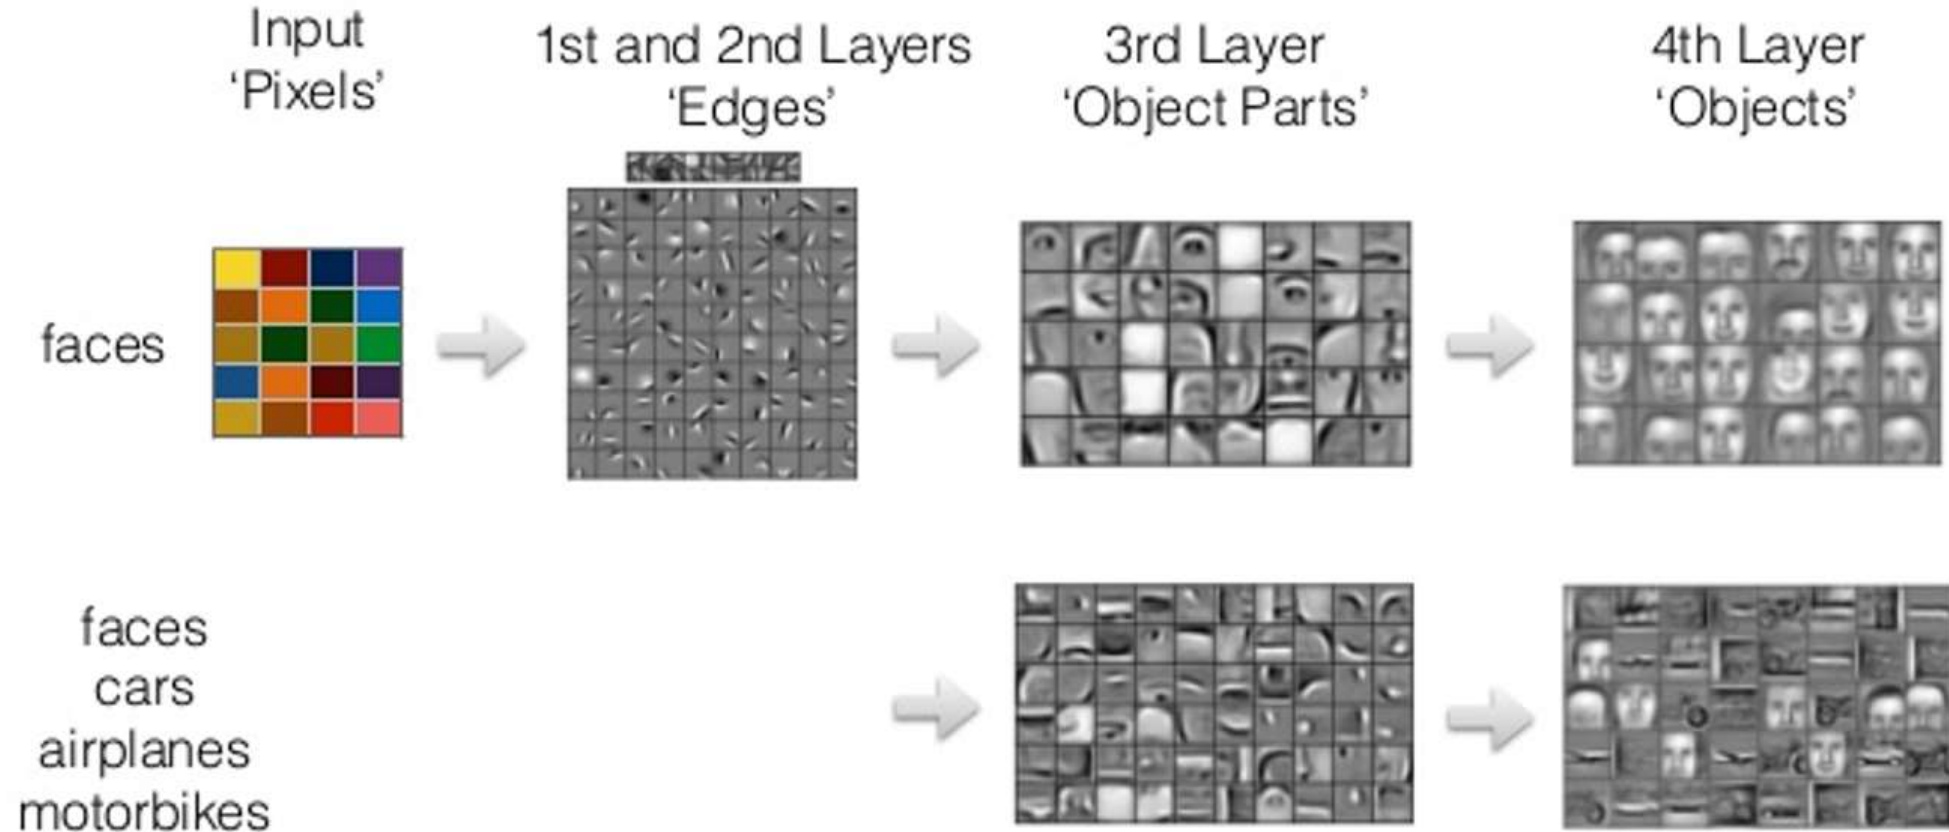 Input
‘Pixels’
1st and 2nd Layers
‘Edges’
3rd Layer
‘Object Parts’
4th Layer
‘Objects’
faces
faces
cars
airplanes
motorbikes